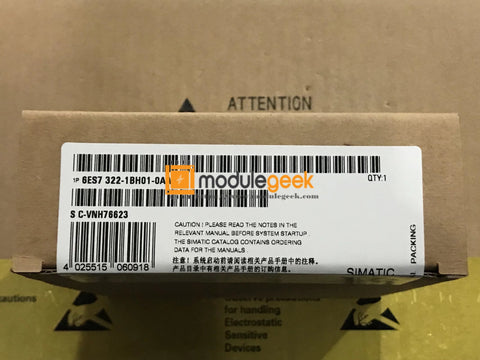 ATTENTION
1P 6ES7 322-1BH01-0A
modulegeek
QTY:1
S C-VNH76623
CAUTION ! PLEASE READ THE NOTES IN THE
RELEVANT MANUAL BEFORE SYSTEM STARTUP.
THE SIMATIC CATALOG CONTAINS ORDERING
DATA FOR THE MANUALS.
注意！系统启动前请阅读相关产品手册中的注释。
产品目录中有相关产品手册的订购信息。
4 025515 060918
SIMATIC
PACKING
autions
Observe precautions
for handling
Electrostatic
Sensitive
Devices